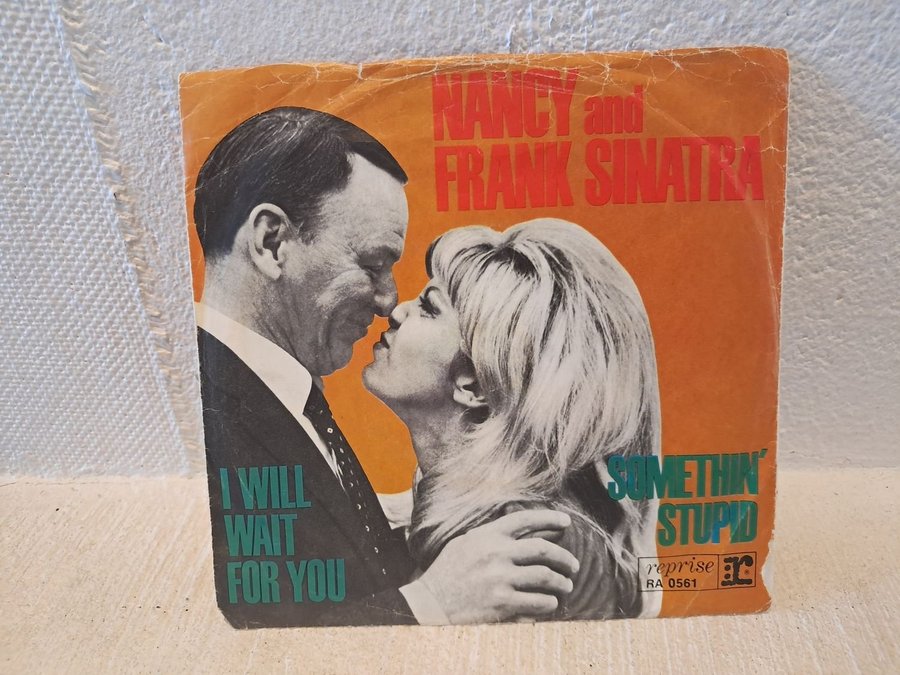 NANCY and
FRANK SINATRA
I WILL
WAIT
FOR YOU
SOMETHIN'
STUPID
reprise r
RA 0561